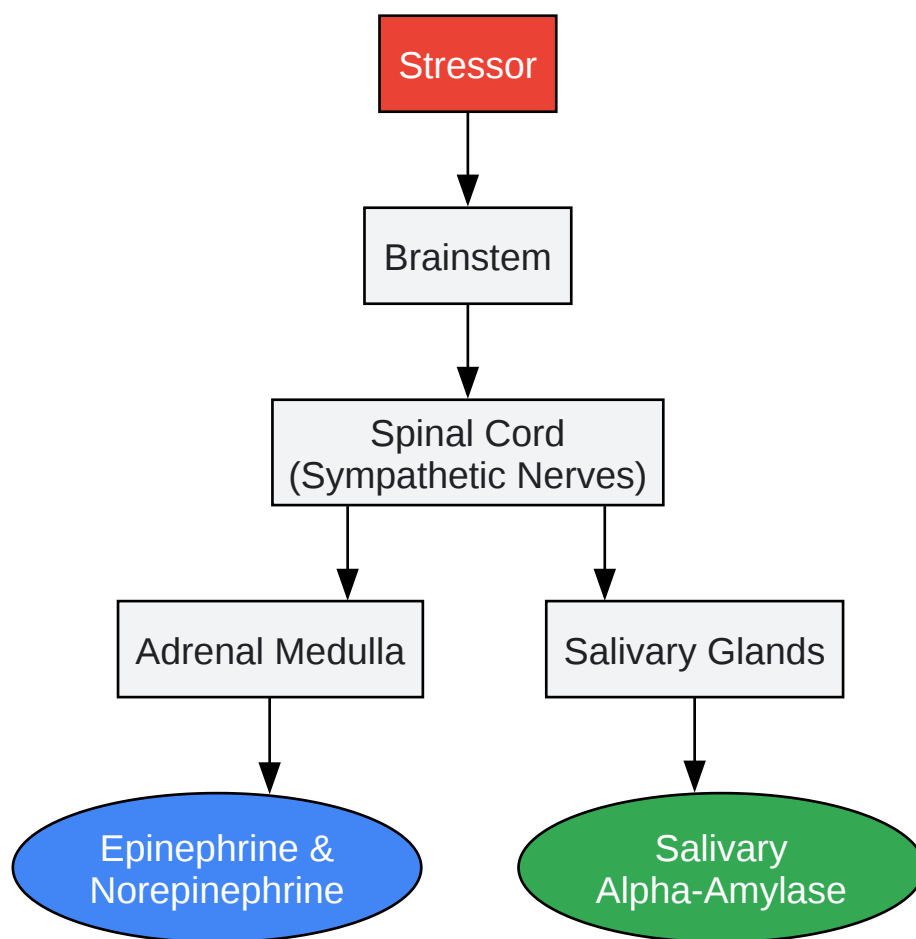 Stressor
Brainstem
Spinal Cord
(Sympathetic Nerves)
Adrenal Medulla
Salivary Glands
Epinephrine &
Norepinephrine
Salivary
Alpha-Amylase